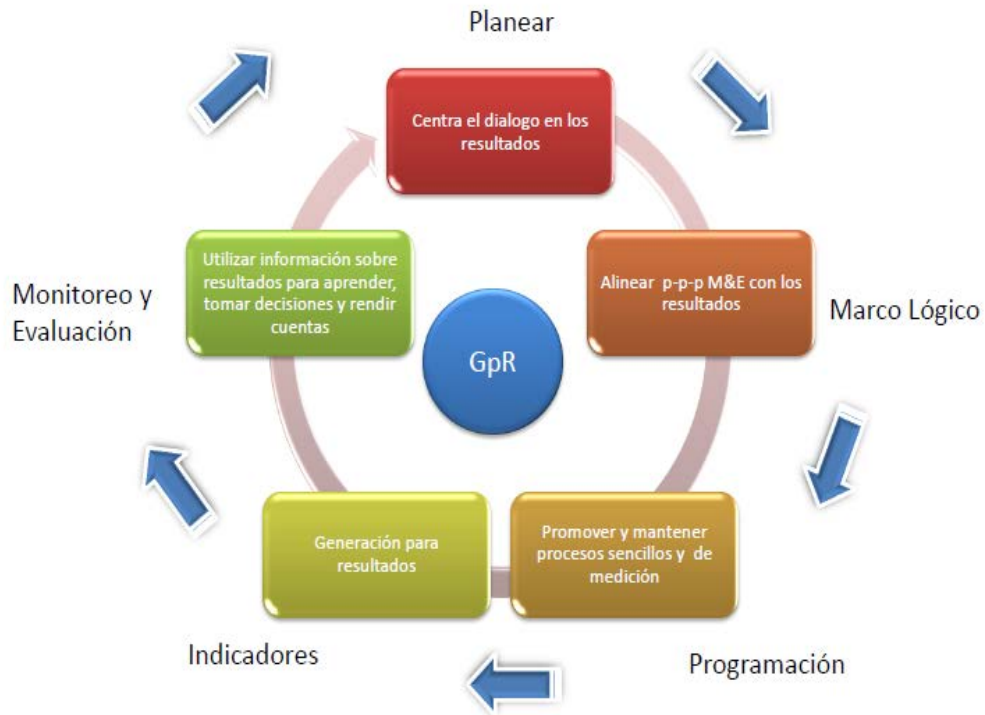 Planear
Centra el dialogo en los
resultados
Utilizar información sobre
resultados para aprender,
tomar decisiones y rendir
cuentas
Alinear p-p-p M&E con los
resultados
Monitoreo y
Evaluación
Marco Lógico
GpR
Generación para
resultados
Promover y mantener
procesos sencillos y de
medición
Indicadores
Programación